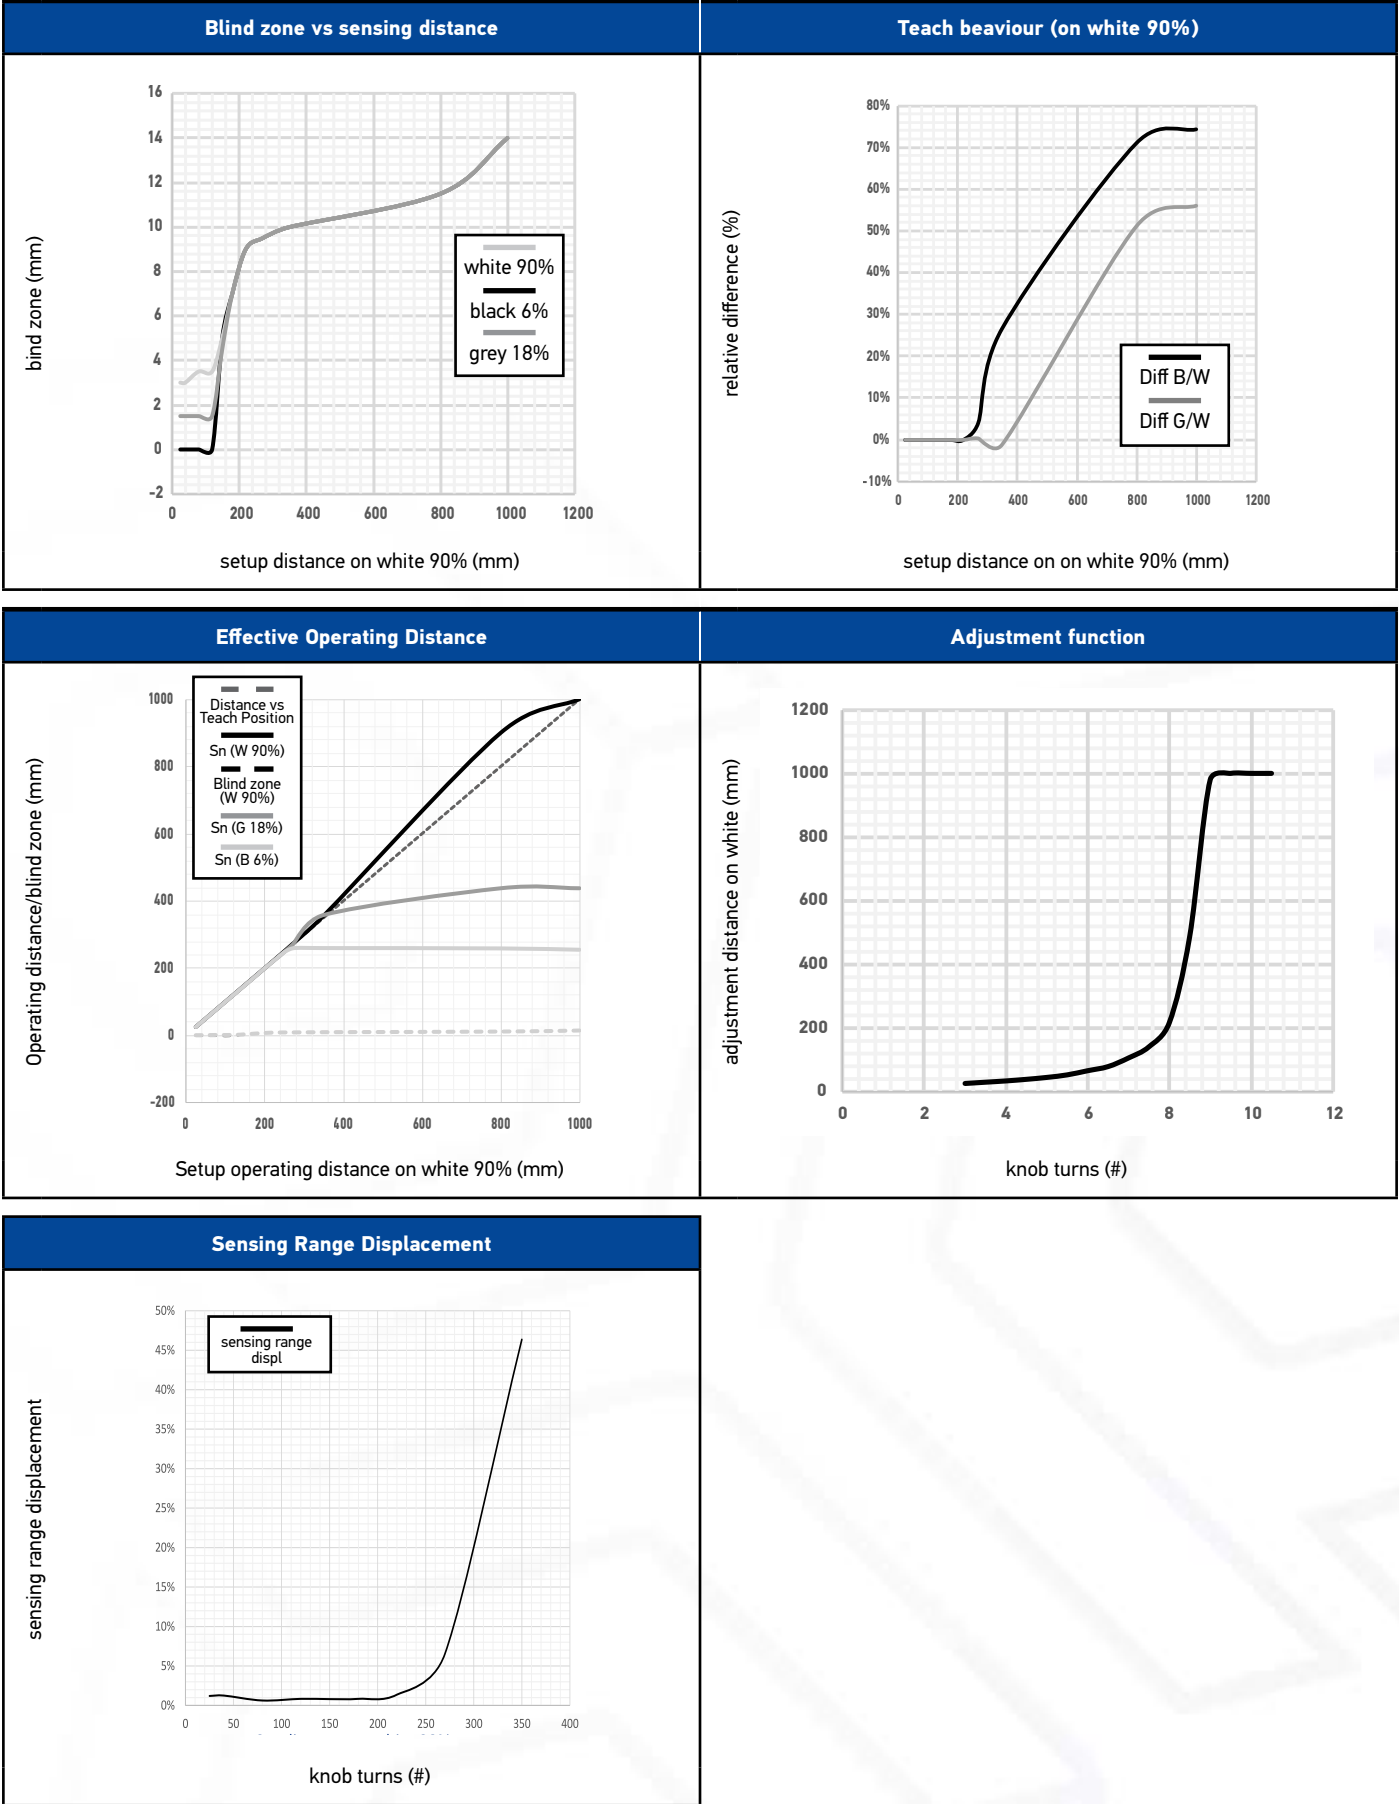 Blind zone vs sensing distance
Teach beaviour (on white 90%)
bind zone (mm)
16
14
12
10
8
6
4
2
0
-2
0 200 400 600 800 1000 1200
white 90%
black 6%
grey 18%
setup distance on white 90% (mm)
relative difference (%)
80%
70%
60%
50%
40%
30%
20%
10%
0%
-10%
0 200 400 600 800 1000 1200
Diff B/W
Diff G/W
setup distance on on white 90% (mm)
Effective Operating Distance
Adjustment function
Operating distance/blind zone (mm)
1000
800
600
400
200
0
-200
0 200 400 600 800 1000
Distance vs
Teach Position
Sn (W 90%)
Blind zone
(W 90%)
Sn (G 18%)
Sn (B 6%)
Setup operating distance on white 90% (mm)
adjustment distance on white (mm)
1200
1000
800
600
400
200
0
0 2 4 6 8 10 12
knob turns (#)
Sensing Range Displacement
sensing range displacement
50%
45%
40%
35%
30%
25%
20%
15%
10%
5%
0%
0 50 100 150 200 250 300 350 400
sensing range
displ
knob turns (#)